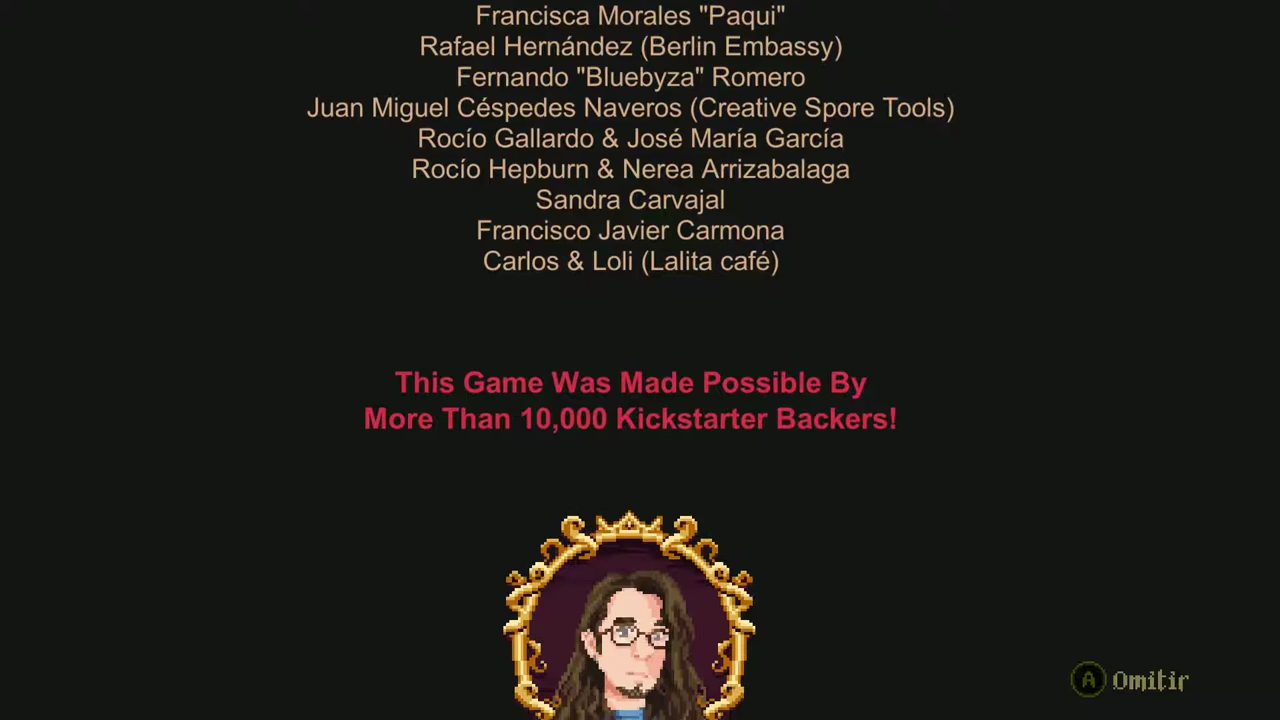 Francisca Morales "Paqui"
Rafael Hernández (Berlin Embassy)
Fernando "Bluebyza" Romero
Juan Miguel Céspedes Naveros (Creative Spore Tools)
Rocío Gallardo & José María García
Rocío Hepburn & Nerea Arrizabalaga
Sandra Carvajal
Francisco Javier Carmona
Carlos & Loli (Lalita café)
This Game Was Made Possible By
More Than 10,000 Kickstarter Backers!
A Omitir